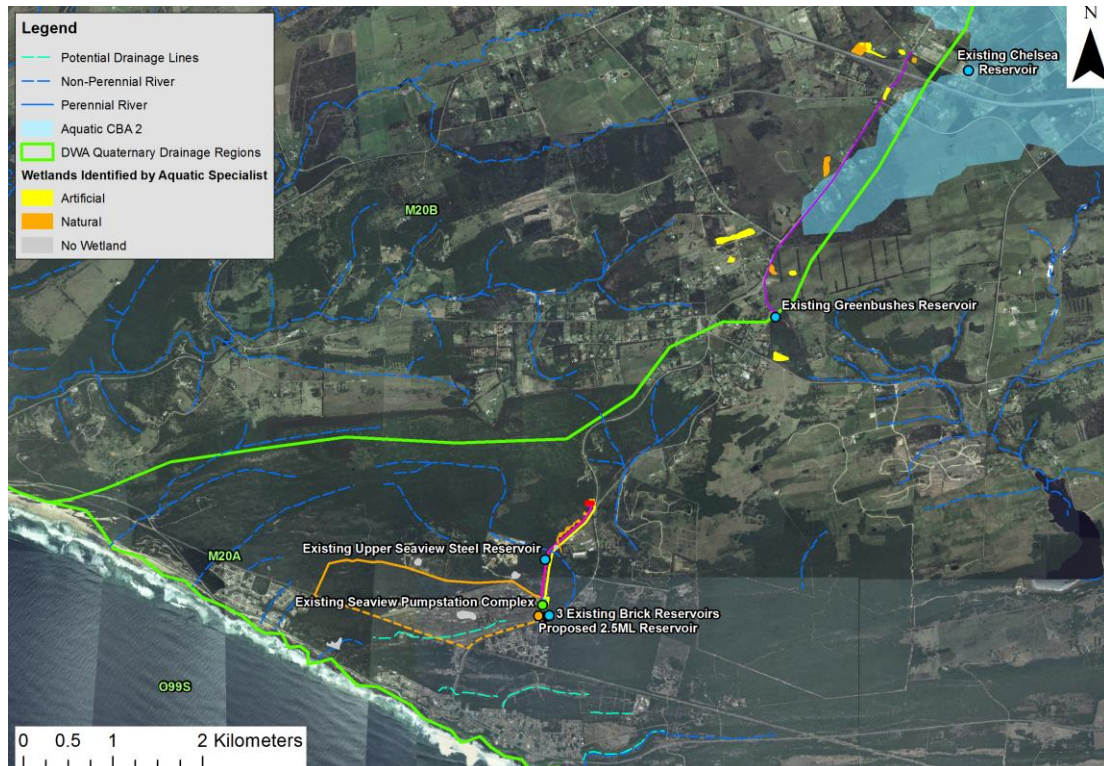 Legend
Potential Drainage Lines
Non-Perennial River
Perennial River
Aquatic CBA 2
DWA Quaternary Drainage Regions
Wetlands Identified by Aquatic Specialist
Artificial
Natural
No Wetland
N
Existing Chelsea
Reservoir
M20B
Existing Greenbushes Reservoir
Existing Upper Seaview Steel Reservoir
M20A
Existing Seaview Pumpstation Complex
3 Existing Brick Reservoirs
Proposed 2.5ML Reservoir
O99S
0 0.5 1 2 Kilometers